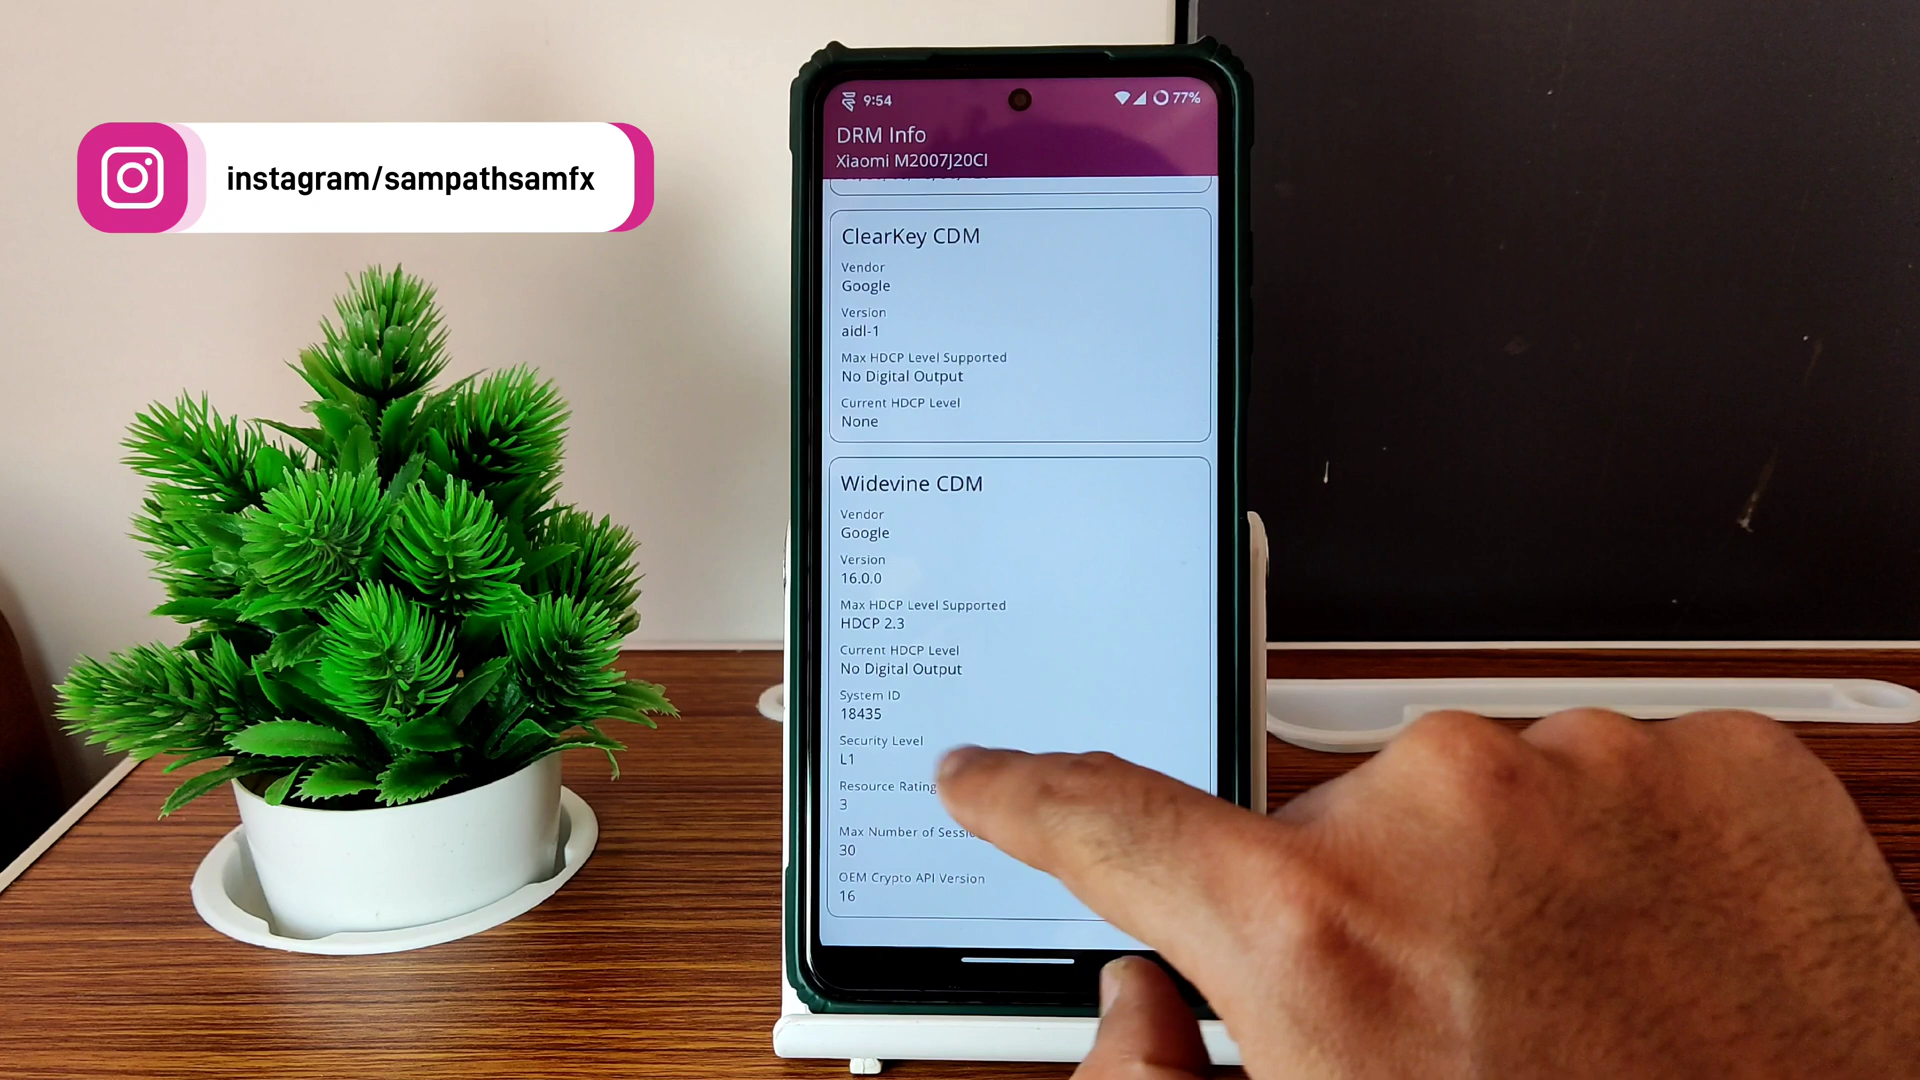 instagram/sampathsamfx
9:54
77%
DRM Info
Xiaomi M2007J20CI
ClearKey CDM
Vendor
Google
Version
aidl-1
Max HDCP Level Supported
No Digital Output
Current HDCP Level
None
Widevine CDM
Vendor
Google
Version
16.0.0
Max HDCP Level Supported
HDCP 2.3
Current HDCP Level
No Digital Output
System ID
18435
Security Level
L1
Resource Rating
3
Max Number of
30
OEM Crypto API Version
16